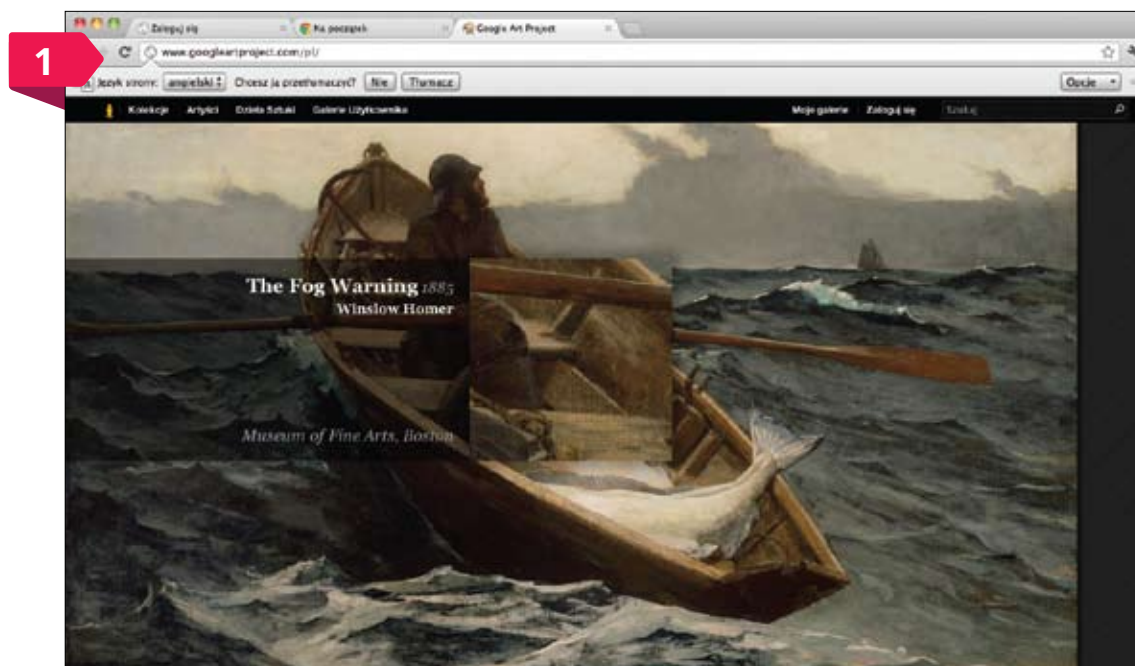 Zaloguj się
Na początek
Google Art Project
1
www.googleartproject.com/pl/
Język strony: angielski Chcesz ją przetłumaczyć? Nie Tłumacz
Opcje
Kolekcje Artyści Dzieła Sztuki Galerie Użytkownika
Moje galerie Zaloguj się Szukaj
The Fog Warning 1885
Winslow Homer
Museum of Fine Arts, Boston